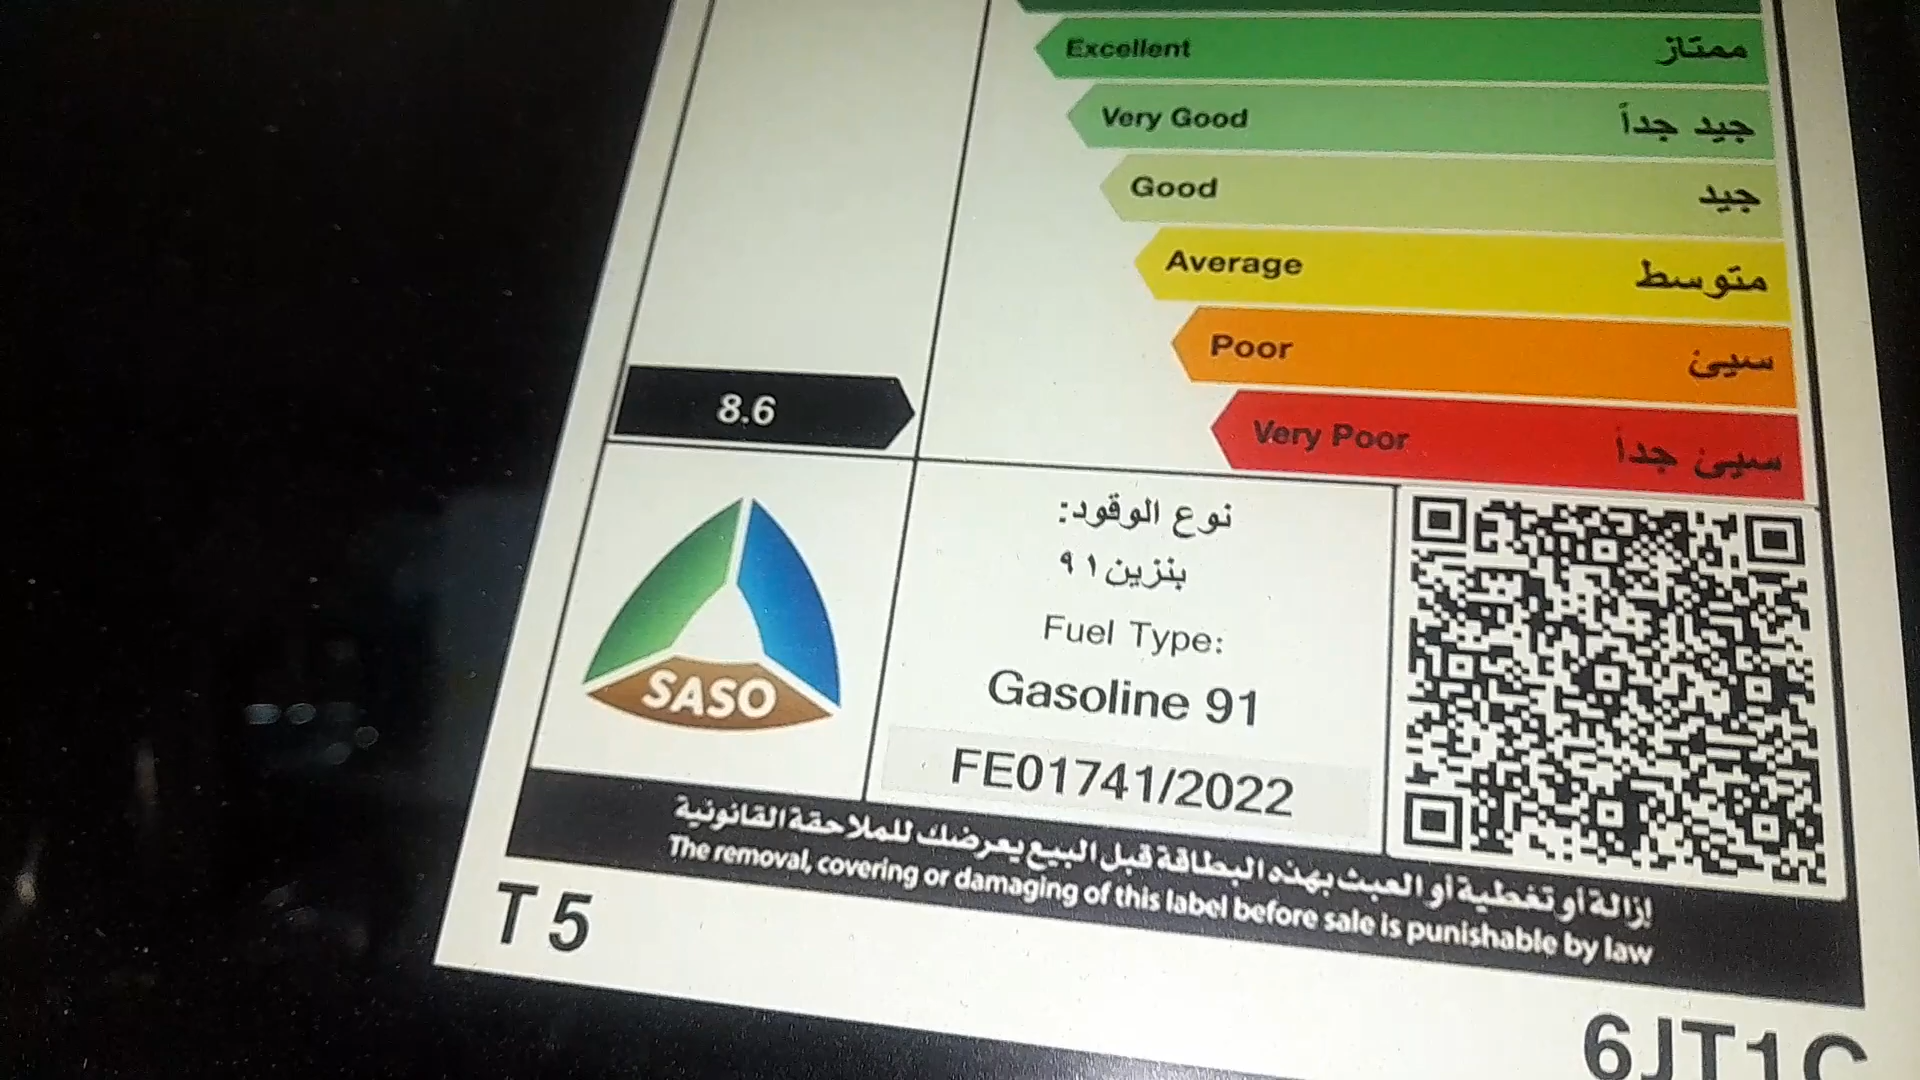 Excellent ممتاز
Very Good جيد جداً
Good جيد
Average متوسط
Poor سيئ
8.6
Very Poor سيئ جداً
نوع الوقود:
بنزين ٩١
Fuel Type:
Gasoline 91
SASO
FE01741/2022
إزالة أو تغطية أو العبث بهذه البطاقة قبل البيع يعرضك للملاحقة القانونية
The removal, covering or damaging of this label before sale is punishable by law
T 5
6JT1C